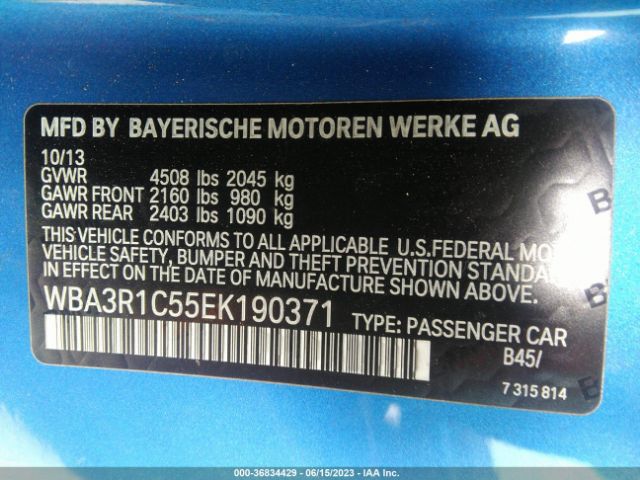 MFD BY BAYERISCHE MOTOREN WERKE AG
10/13
GVWR 4508 lbs 2045 kg
GAWR FRONT 2160 lbs 980 kg
GAWR REAR 2403 lbs 1090 kg
THIS VEHICLE CONFORMS TO ALL APPLICABLE U.S.FEDERAL MOT
VEHICLE SAFETY, BUMPER AND THEFT PREVENTION STANDARDS
IN EFFECT ON THE DATE OF MANUFACTURE SHOWN ABOVE.
WBA3R1C55EK190371 TYPE: PASSENGER CAR
B45/
7 315 814
000-36834429 - 06/15/2023 - IAA Inc.